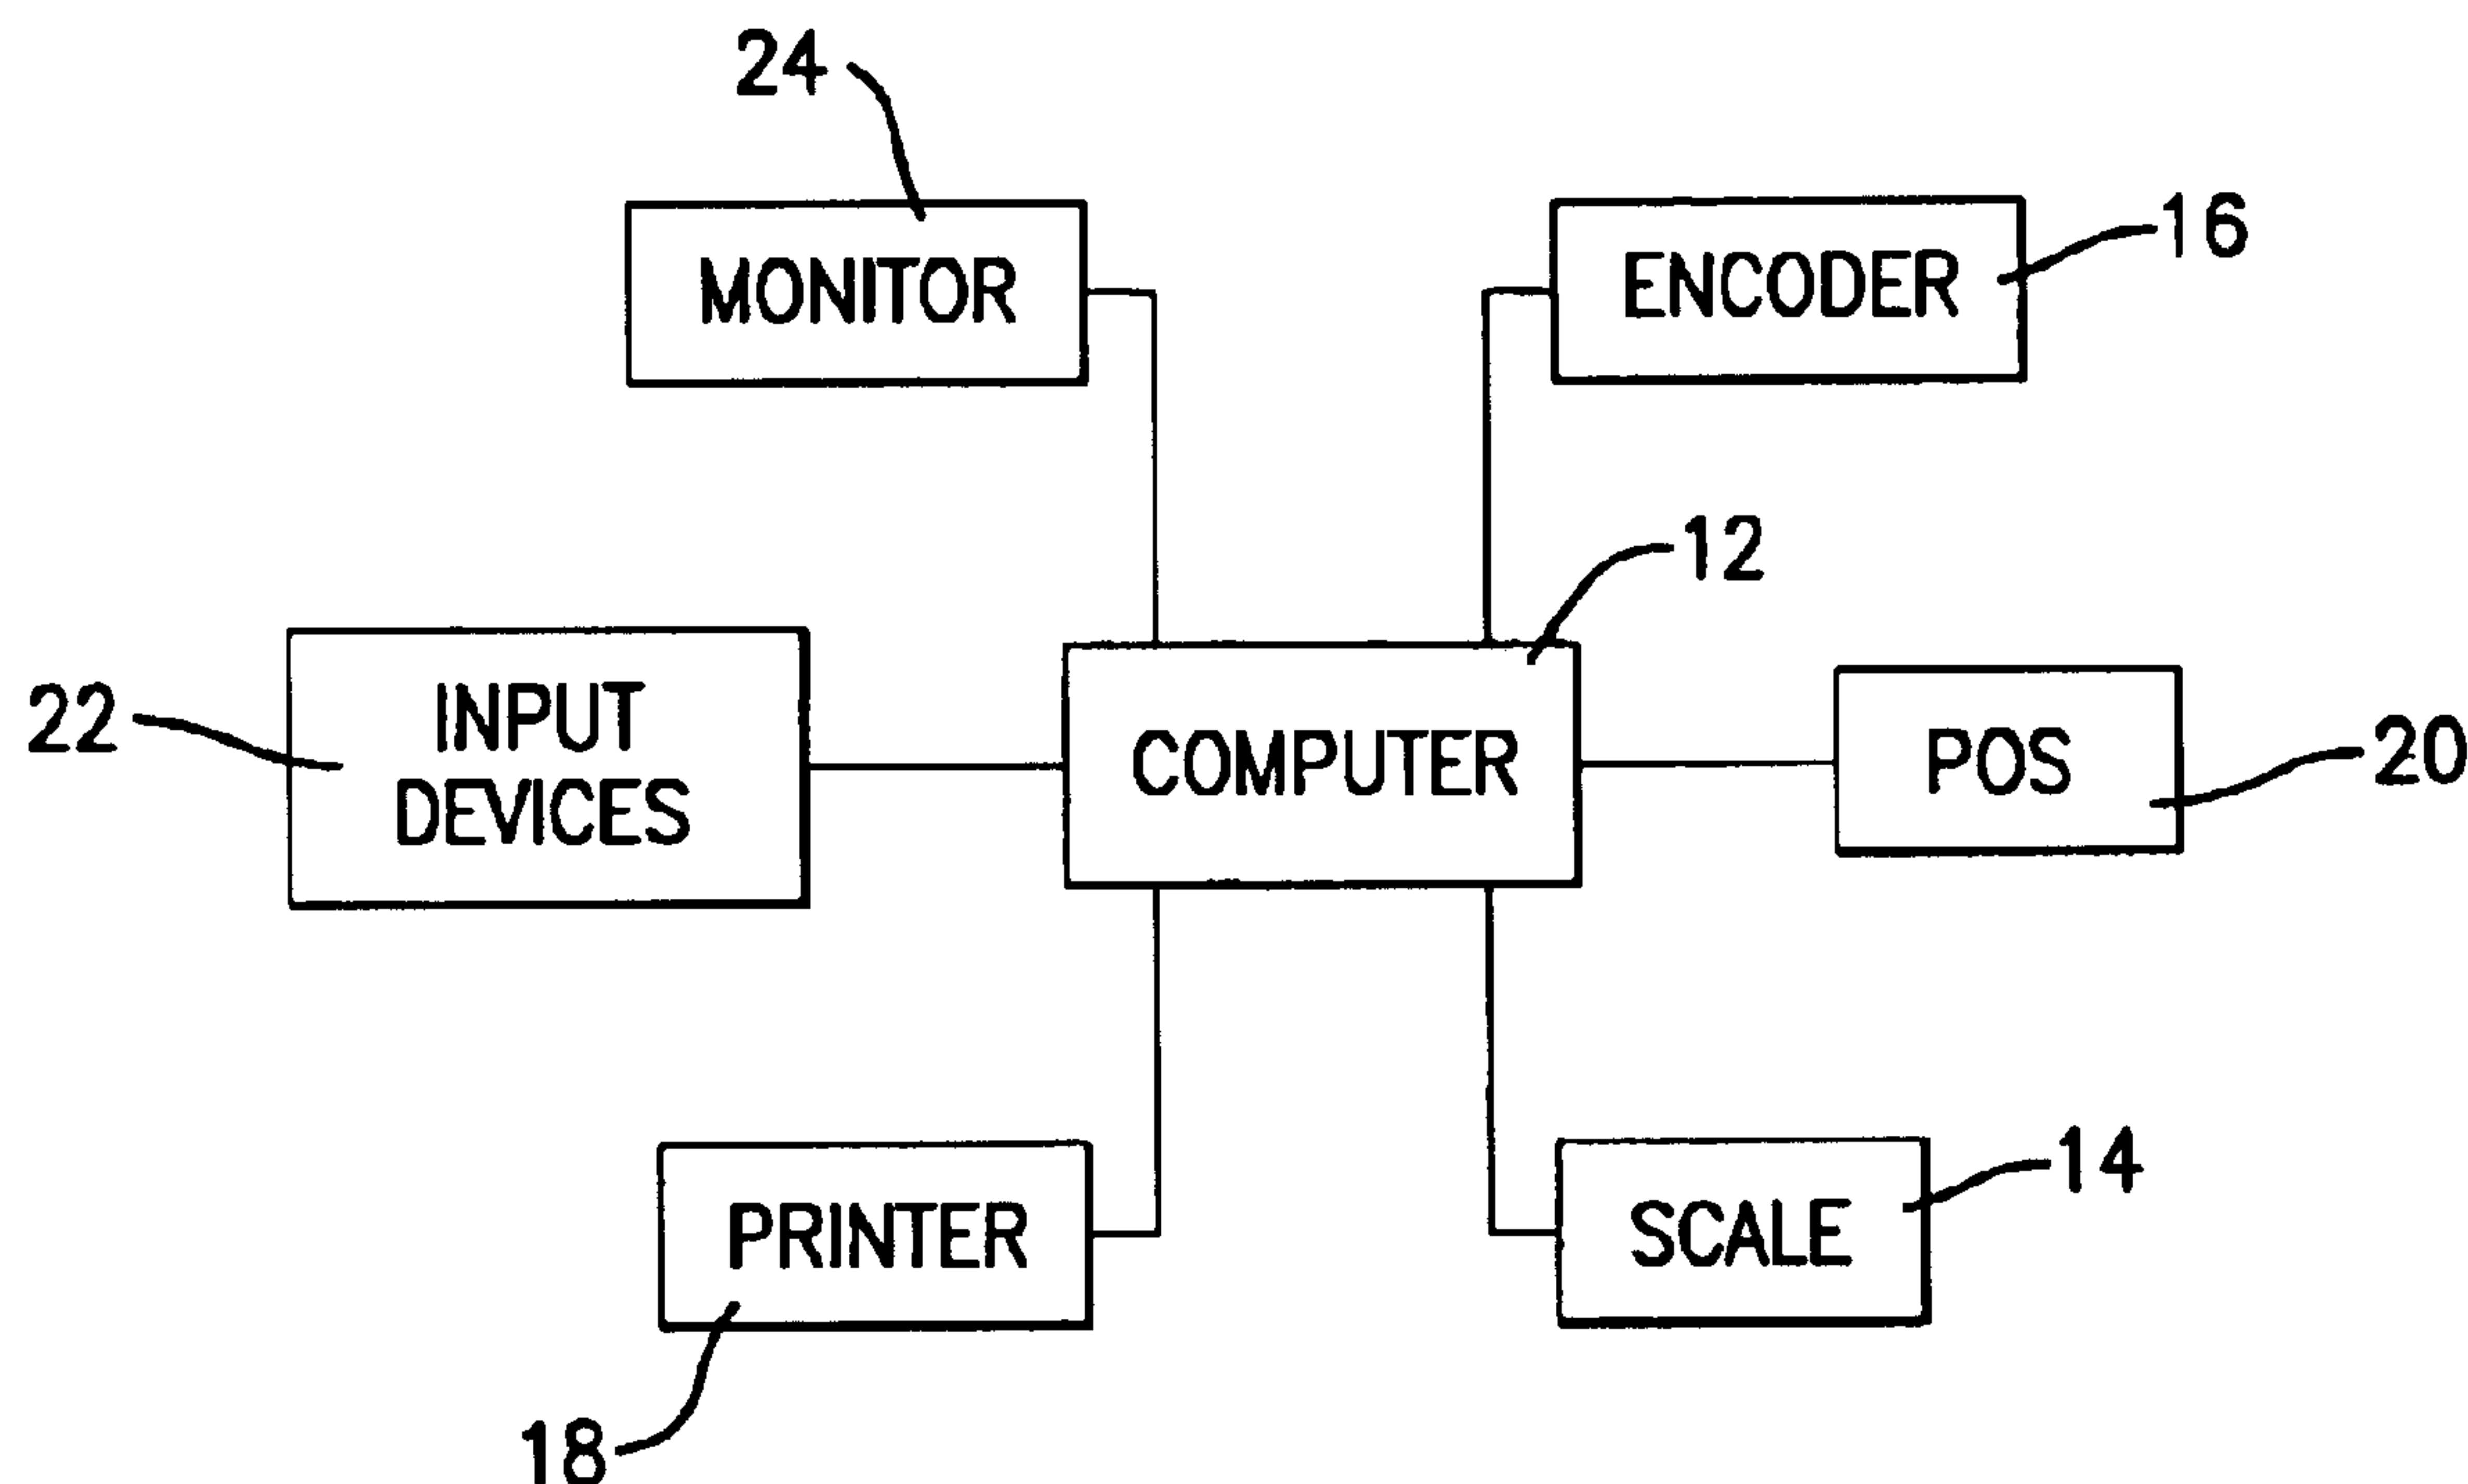 24
16
MONITOR
ENCODER
12
22
INPUT
DEVICES
COMPUTER
POS
20
14
PRINTER
SCALE
18